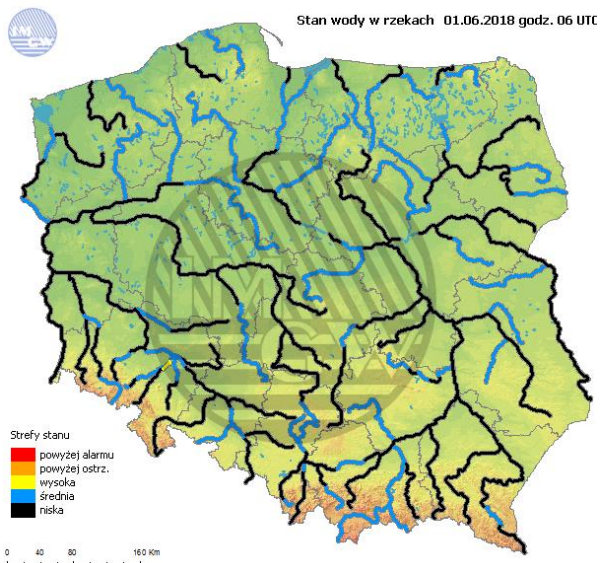 Stan wody w rzekach 01.06.2018 godz. 06 UTC
IMGW
Strefy stanu
powyżej alarmu
powyżej ostrz.
wysoka
średnia
niska
0 40 80 160 Km